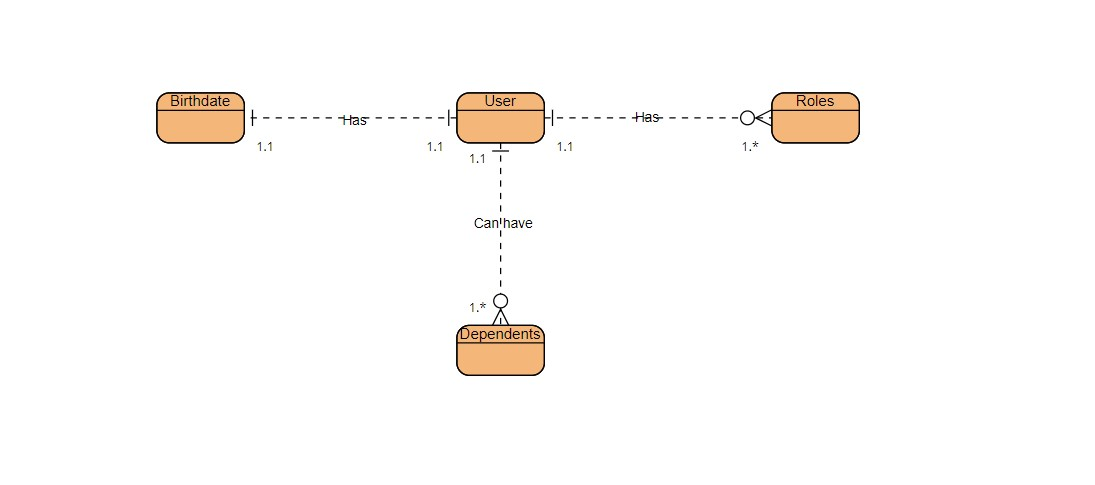 Birthdate
User
Roles
Has
Has
1.1
1.1
1.1
1.1
1.*
Can have
1.*
Dependents